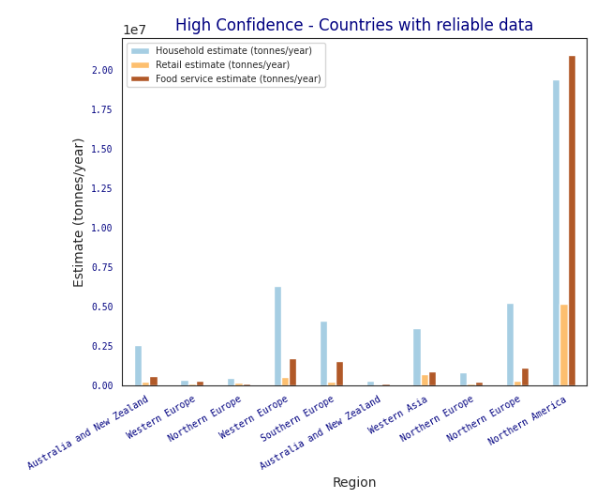 High Confidence - Countries with reliable data
1e7
Household estimate (tonnes/year)
Retail estimate (tonnes/year)
Food service estimate (tonnes/year)
2.00
1.75
1.50
1.25
1.00
0.75
0.50
0.25
0.00
Estimate (tonnes/year)
Australia and New Zealand
Western Europe
Northern Europe
Western Europe
Southern Europe
Australia and New Zealand
Western Asia
Northern Europe
Northern Europe
Northern America
Region